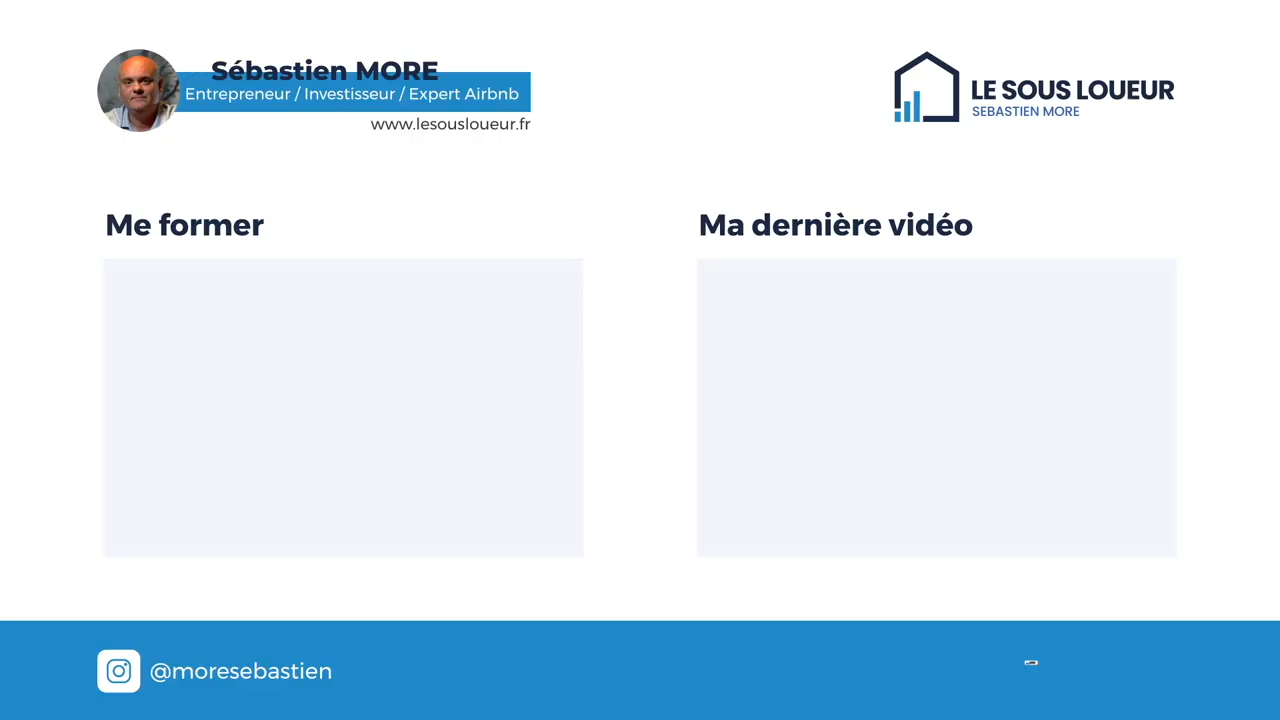 Sébastien MORE
Entrepreneur / Investisseur / Expert Airbnb
www.lesousloueur.fr
LE SOUS LOUEUR
SEBASTIEN MORE
Me former
Ma dernière vidéo
@moresebastien